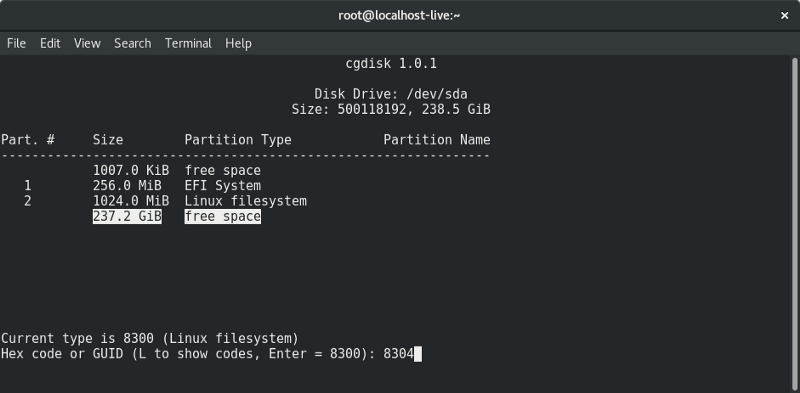 root@localhost-live:~
×
File Edit View Search Terminal Help
cgdisk 1.0.1
Disk Drive: /dev/sda
Size: 500118192, 238.5 GiB
Part. # Size Partition Type Partition Name
----------------------------------------------------------------
1007.0 KiB free space
1 256.0 MiB EFI System
2 1024.0 MiB Linux filesystem
237.2 GiB free space
Current type is 8300 (Linux filesystem)
Hex code or GUID (L to show codes, Enter = 8300): 8304